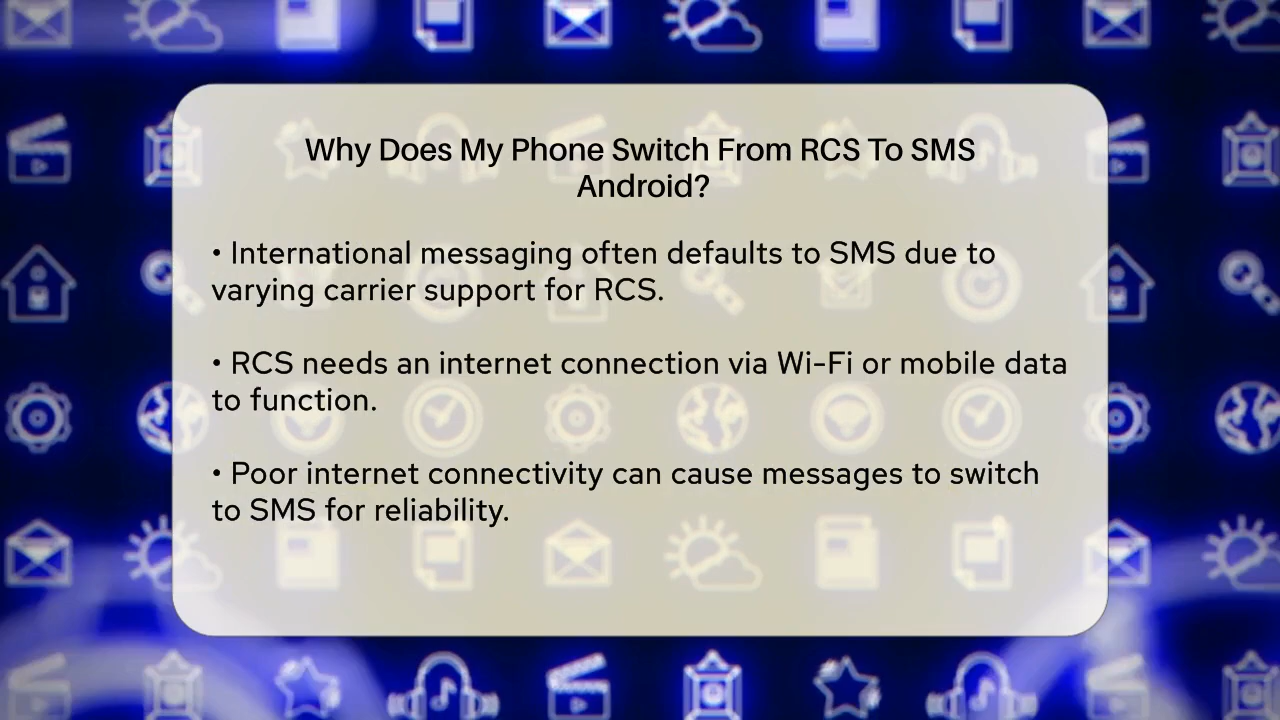 Why Does My Phone Switch From RCS To SMS
Android?
• International messaging often defaults to SMS due to
varying carrier support for RCS.
• RCS needs an internet connection via Wi-Fi or mobile data
to function.
• Poor internet connectivity can cause messages to switch
to SMS for reliability.